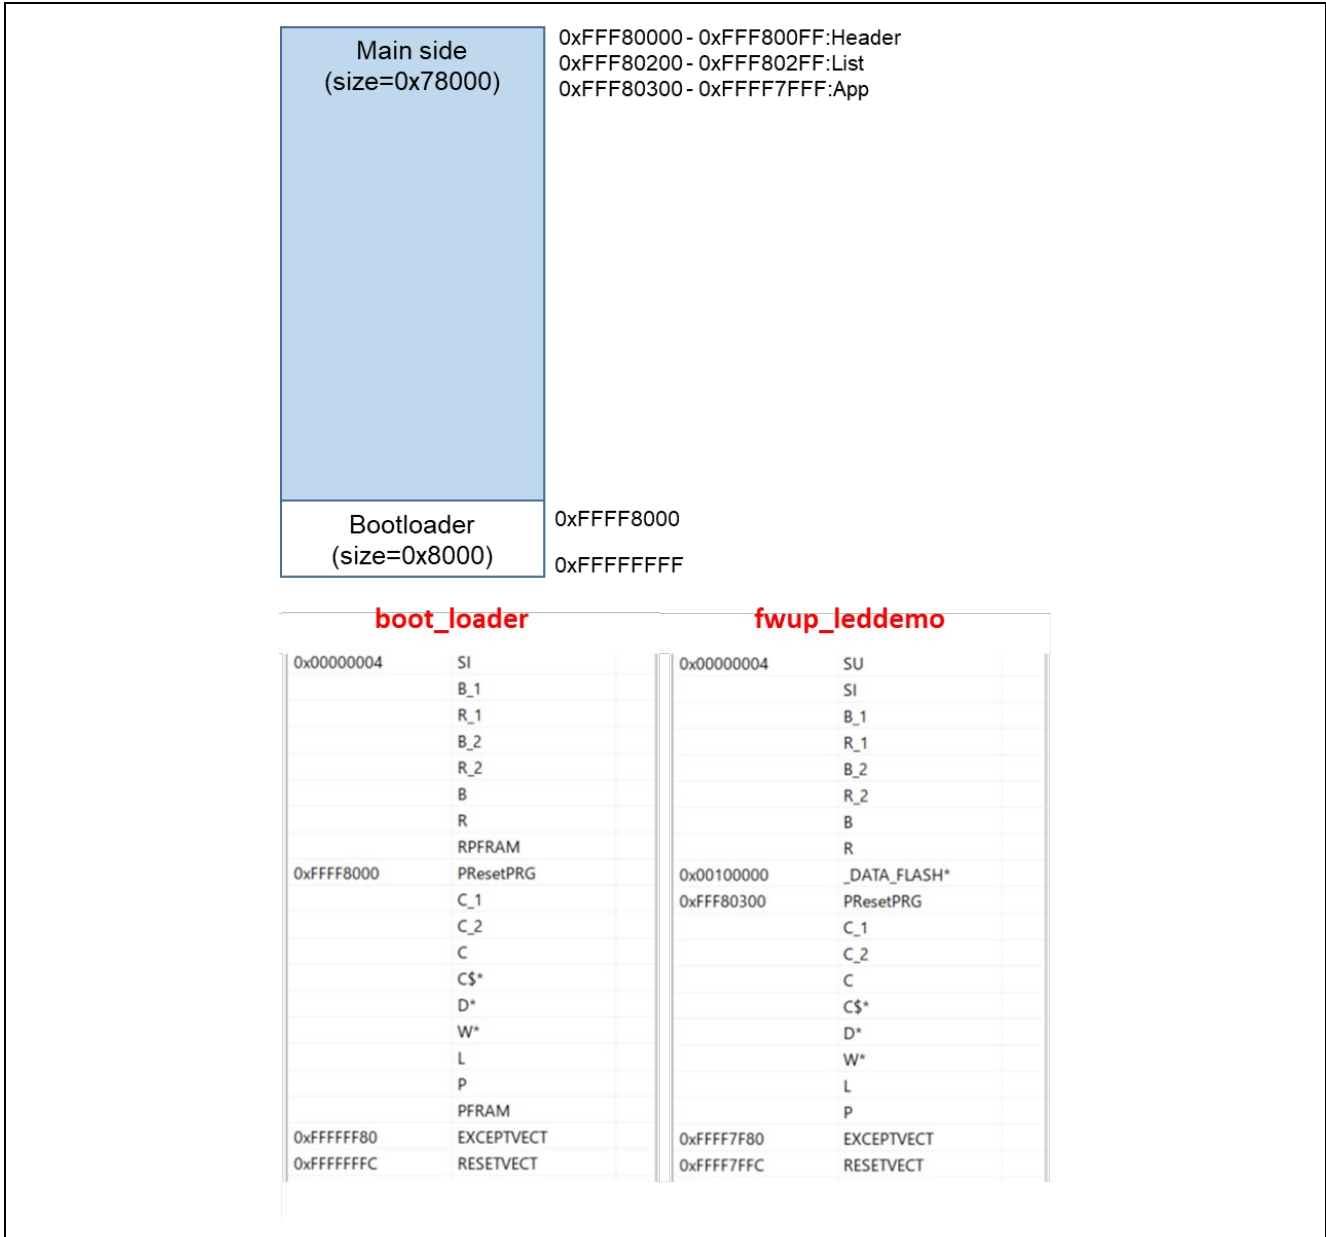 Main side
(size=0x78000)
0xFFF80000 - 0xFFF800FF:Header
0xFFF80200 - 0xFFF802FF:List
0xFFF80300 - 0xFFFF7FFF:App
Bootloader
(size=0x8000)
0xFFFF8000
0xFFFFFFFF
boot_loader
0x00000004 SI
B_1
R_1
B_2
R_2
B
R
RPFRAM
0xFFFF8000 PResetPRG
C_1
C_2
C
C$*
D*
W*
L
P
PFRAM
0xFFFFFF80 EXCEPTVECT
0xFFFFFFFC RESETVECT
fwup_leddemo
0x00000004 SU
SI
B_1
R_1
B_2
R_2
B
R
0x00100000 _DATA_FLASH*
0xFFF80300 PResetPRG
C_1
C_2
C
C$*
D*
W*
L
P
0xFFFF7F80 EXCEPTVECT
0xFFFF7FFC RESETVECT